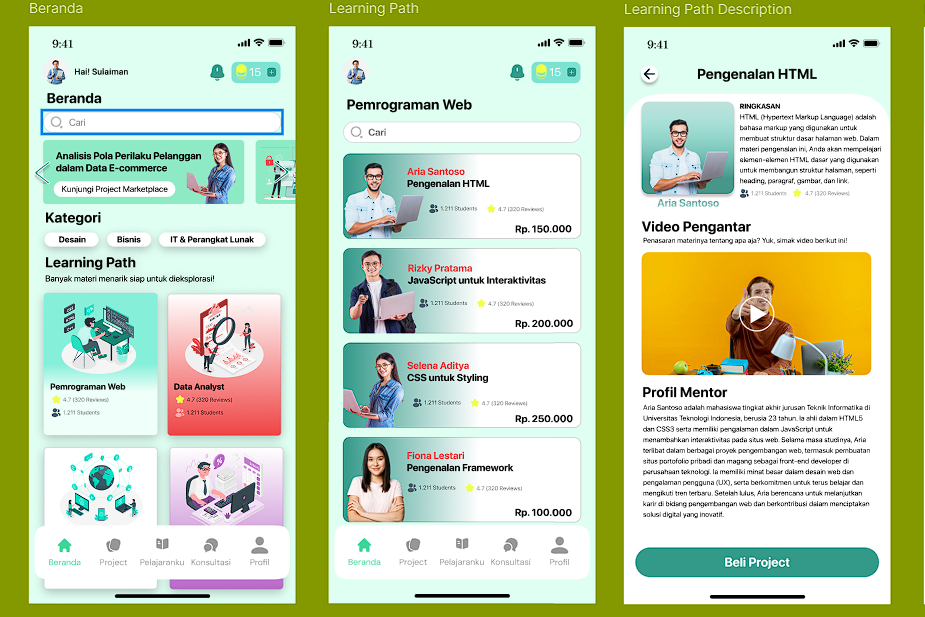 Beranda
9:41
Hai! Sulaiman
15
Beranda
Cari
Analisis Pola Perilaku Pelanggan
dalam Data E-commerce
Kunjungi Project Marketplace
Kategori
Desain
Bisnis
IT & Perangkat Lunak
Learning Path
Banyak materi menarik siap untuk dieksplorasi!
Pemrograman Web
4.7 (320 Reviews)
1.211 Students
Data Analyst
4.7 (320 Reviews)
1.211 Students
Beranda
Project
Pelajaranku
Konsultasi
Profil
Learning Path
9:41
15
Pemrograman Web
Cari
Aria Santoso
Pengenalan HTML
1.211 Students
4.7 (320 Reviews)
Rp. 150.000
Rizky Pratama
JavaScript untuk Interaktivitas
1.211 Students
4.7 (320 Reviews)
Rp. 200.000
Selena Aditya
CSS untuk Styling
1.211 Students
4.7 (320 Reviews)
Rp. 250.000
Fiona Lestari
Pengenalan Framework
1.211 Students
4.7 (320 Reviews)
Rp. 100.000
Beranda
Project
Pelajaranku
Konsultasi
Profil
Learning Path Description
9:41
Pengenalan HTML
RINGKASAN
HTML (Hypertext Markup Language) adalah
bahasa markup yang digunakan untuk
membuat struktur dasar halaman web. Dalam
materi pengenalan ini, Anda akan mempelajari
elemen-elemen HTML dasar yang digunakan
untuk membangun struktur halaman, seperti
heading, paragraf, gambar, dan link.
1.211 Students
4.7 (320 Reviews)
Aria Santoso
Video Pengantar
Penasaran materinya tentang apa aja? Yuk, simak video berikut ini!
Profil Mentor
Aria Santoso adalah mahasiswa tingkat akhir jurusan Teknik Informatika di
Universitas Teknologi Indonesia, berusia 23 tahun. Ia ahli dalam HTML5
dan CSS3 serta memiliki pengalaman dalam JavaScript untuk
menambahkan interaktivitas pada situs web. Selama masa studinya, Aria
terlibat dalam berbagai proyek pengembangan web, termasuk pembuatan
situs portofolio pribadi dan magang sebagai front-end developer di
perusahaan teknologi. Ia memiliki minat besar dalam desain web dan
pengalaman pengguna (UX), serta berkomitmen untuk terus belajar dan
mengikuti tren terbaru. Setelah lulus, Aria berencana untuk melanjutkan
karir di bidang pengembangan web dan berkontribusi dalam menciptakan
solusi digital yang inovatif.
Beli Project